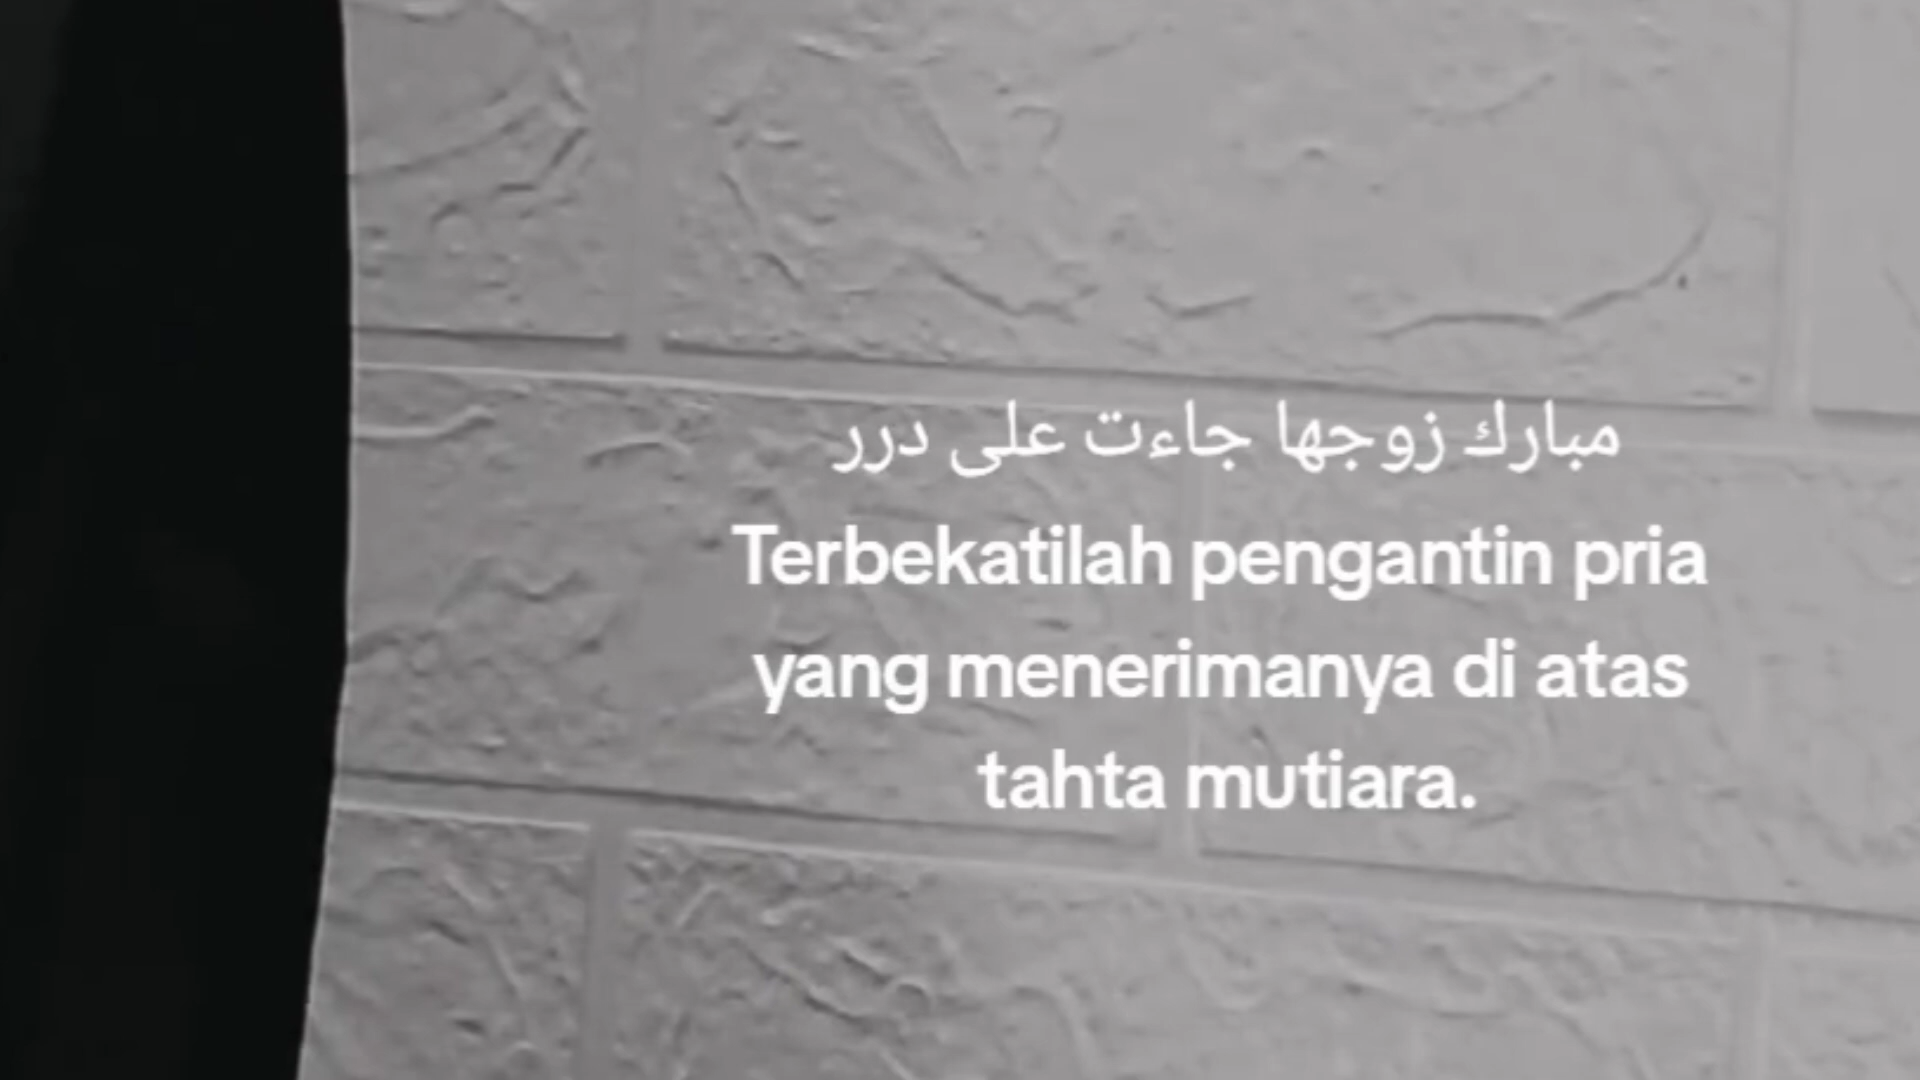 مبارك زوجها جاءت على درر
Terbekatilah pengantin pria
yang menerimanya di atas
tahta mutiara.